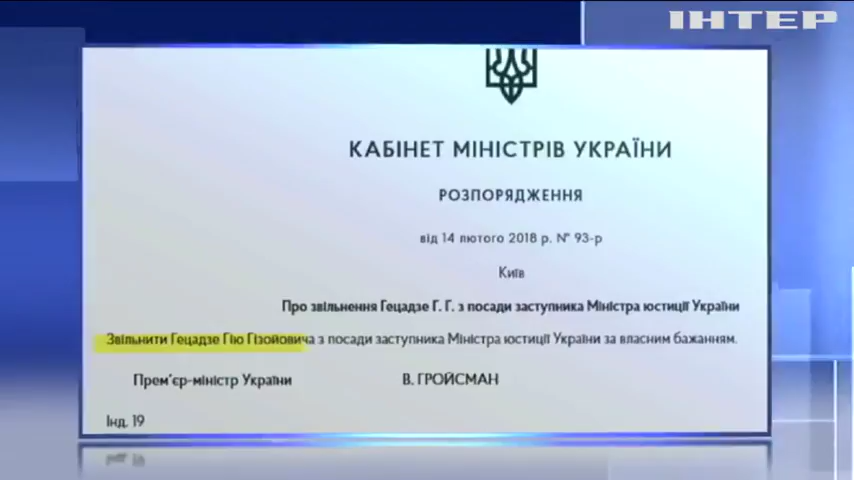 ІНТЕР
КАБІНЕТ МІНІСТРІВ УКРАЇНИ
РОЗПОРЯДЖЕННЯ
від 14 лютого 2018 р. № 93-р
Київ
Про звільнення Гецадзе Г. Г. з посади заступника Міністра юстиції України
Звільнити Гецадзе Гію Гізойовича з посади заступника Міністра юстиції України за власним бажанням.
Прем'єр-міністр України В. ГРОЙСМАН
Інд. 19